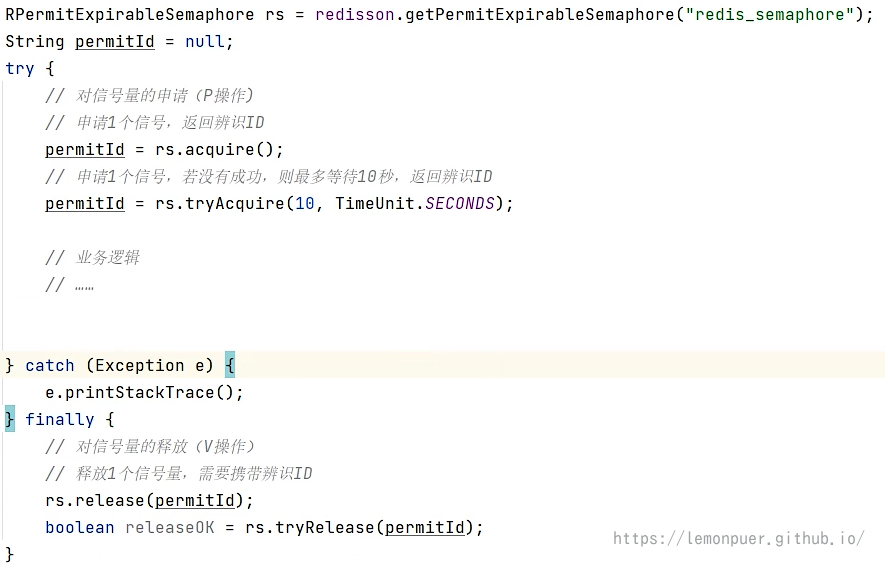 RPermitExpirableSemaphore rs = redisson.getPermitExpirableSemaphore("redis_semaphore");
String permitId = null;
try {
    // 对信号量的申请（P操作)
    // 申请1个信号，返回辨识ID
    permitId = rs.acquire();
    // 申请1个信号，若没有成功，则最多等待10秒，返回辨识ID
    permitId = rs.tryAcquire(10, TimeUnit.SECONDS);
    // 业务逻辑
    // ……
} catch (Exception e) {
    e.printStackTrace();
} finally {
    // 对信号量的释放（V操作）
    // 释放1个信号量，需要携带辨识ID
    rs.release(permitId);
    boolean releaseOK = rs.tryRelease(permitId);
}
https://lemonpuer.github.io/